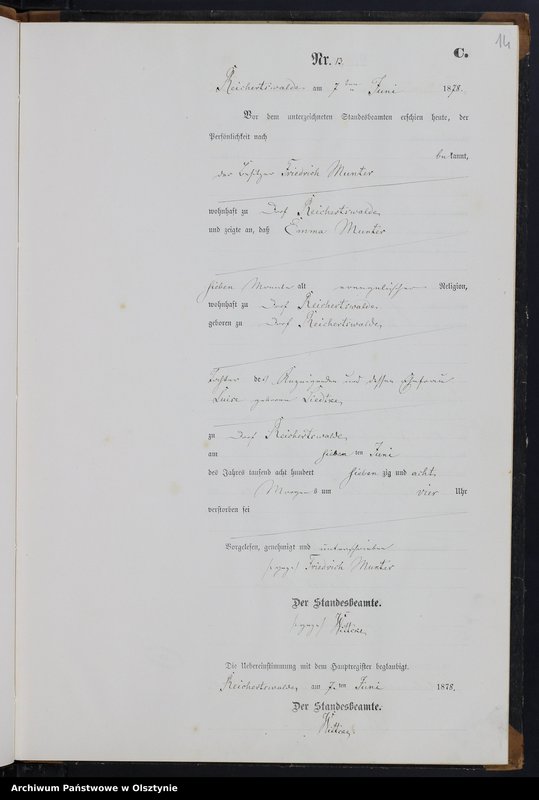 14
C.
Nr. 13.
Reichertswalde am 7ten Juni 1878.
Vor dem unterzeichneten Standesbeamten erschien heute, der
Persönlichkeit nach
bekannt,
der Besitzer Friedrich Munter
wohnhaft zu Dorf Reichertswalde
und zeigte an, daß Emma Munter
sieben Monate alt evangelischer Religion,
wohnhaft zu Dorf Reichertswalde
geboren zu Dorf Reichertswalde,
Tochter des Anzeigenden und dessen Ehefrau
Luise geborene Liedtke,
zu Dorf Reichertswalde,
am sieben ten Juni
des Jahres tausend acht hundert sieben zig und acht,
Morgens um vier Uhr
verstorben sei
Vorgelesen, genehmigt und unterschrieben
(gez.) Friedrich Munter
Der Standesbeamte.
(gez.)
Die Uebereinstimmung mit dem Hauptregister beglaubigt.
Reichertswalde, am 7.ten Juni 1878.
Der Standesbeamte.
Archiwum Państwowe w Olsztynie